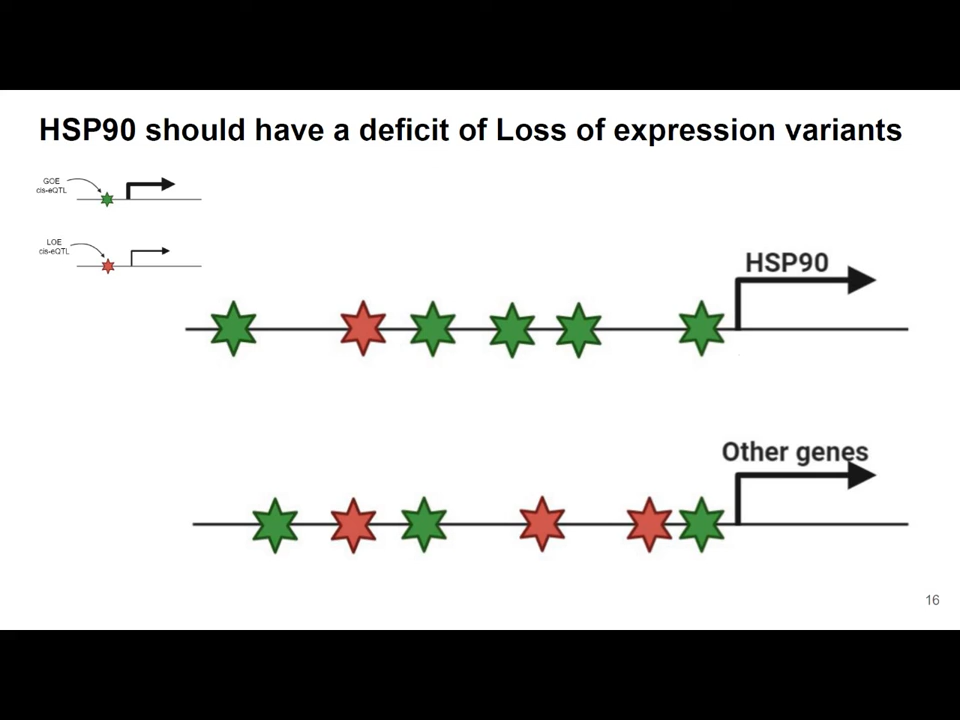 HSP90 should have a deficit of Loss of expression variants
GOE
cis-eQTL
LOE
cis-eQTL
HSP90
Other genes
16